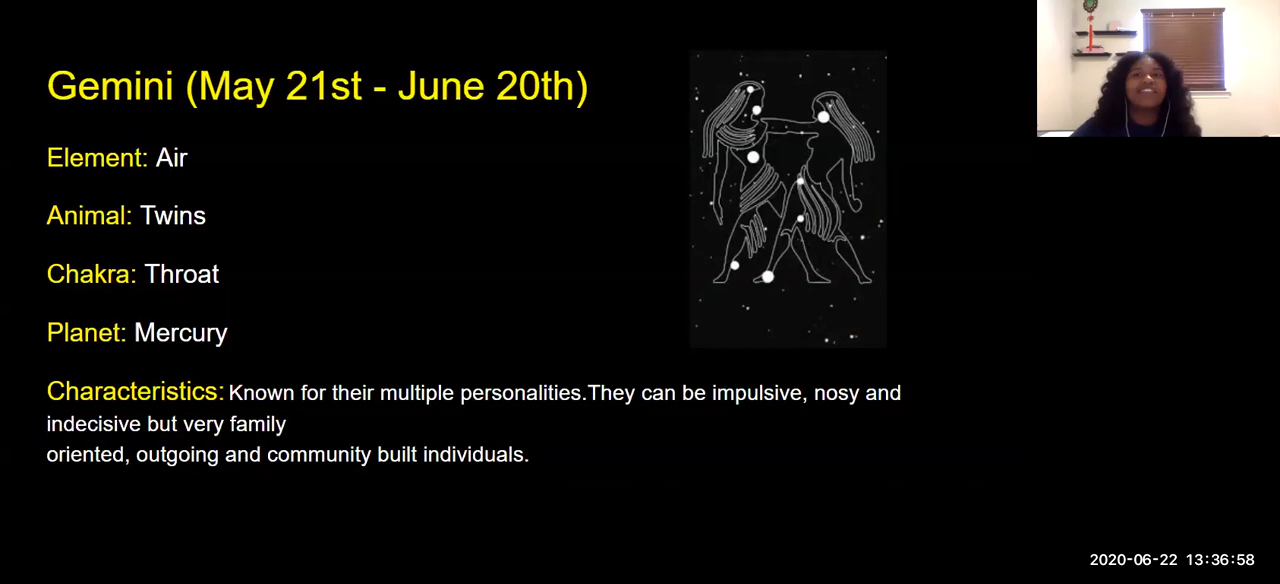 Gemini (May 21st - June 20th)
Element: Air
Animal: Twins
Chakra: Throat
Planet: Mercury
Characteristics: Known for their multiple personalities.They can be impulsive, nosy and
indecisive but very family
oriented, outgoing and community built individuals.
2020-06-22 13:36:58